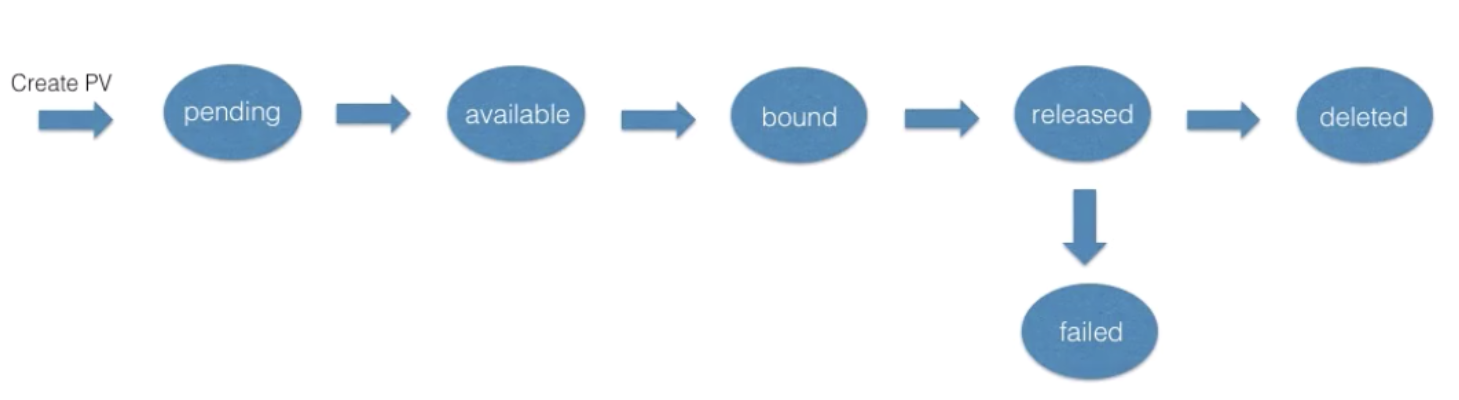 Create PV
pending
available
bound
released
deleted
failed